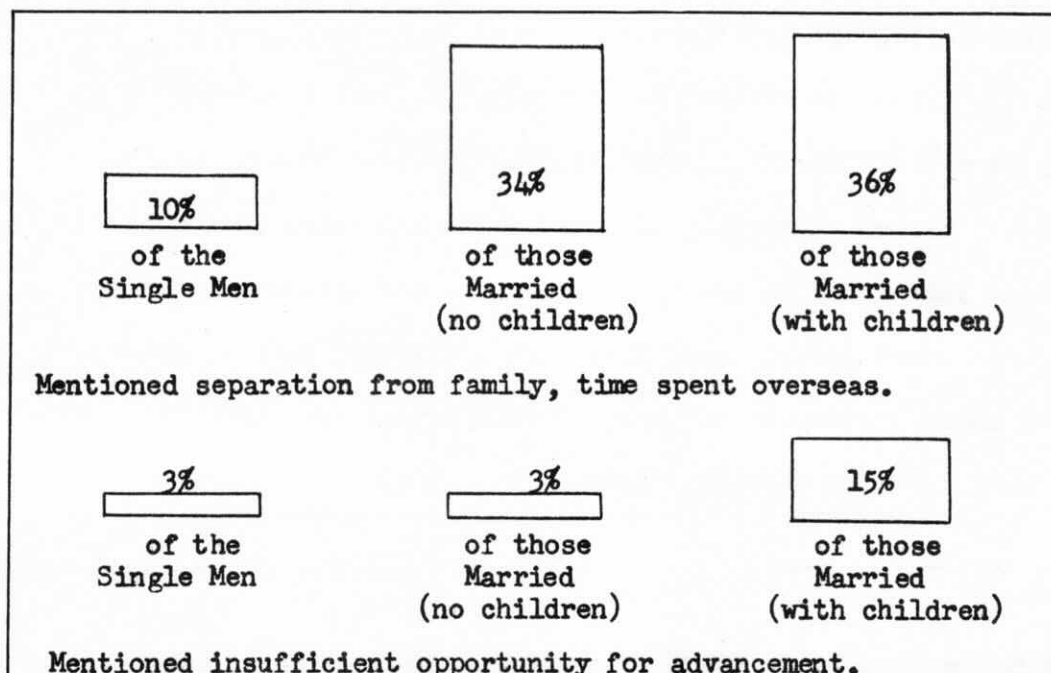 10% 34% 36%
of the of those of those
Single Men Married Married
(no children) (with children)
Mentioned separation from family, time spent overseas.
3% 3% 15%
of the of those of those
Single Men Married Married
(no children) (with children)
Mentioned insufficient opportunity for advancement.